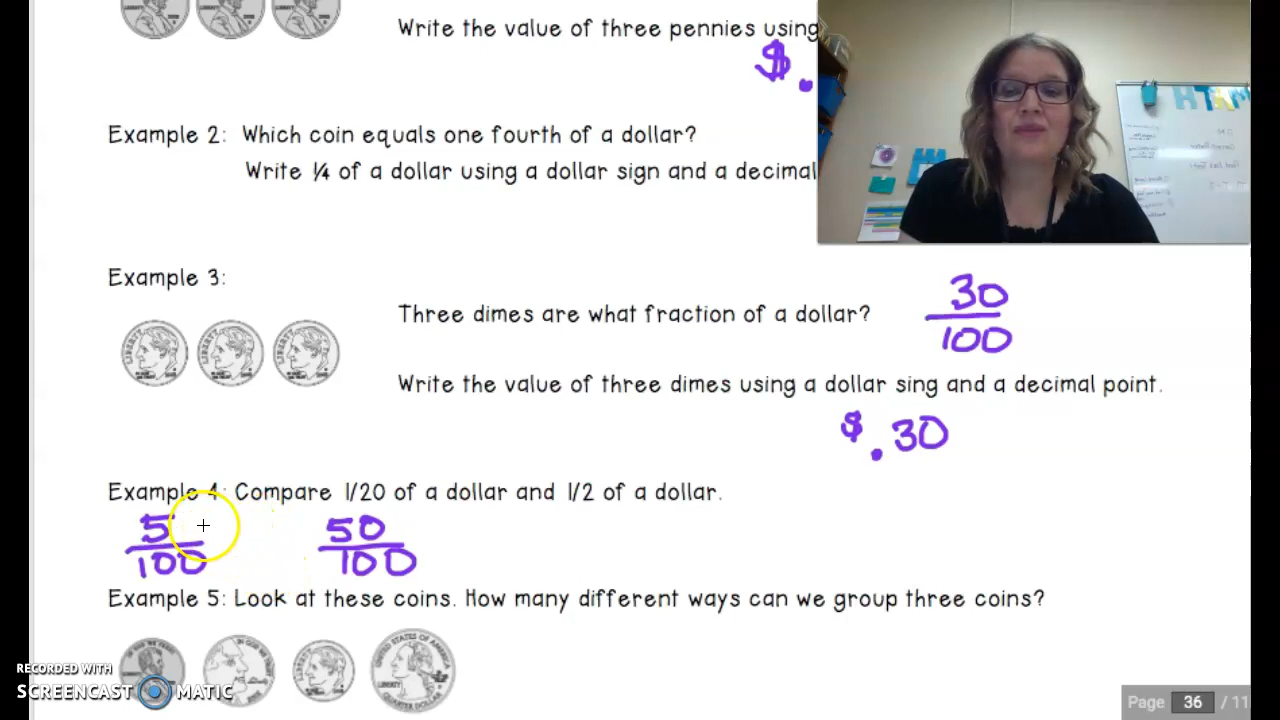 Write the value of three pennies using
$.
Example 2: Which coin equals one fourth of a dollar?
Write ¼ of a dollar using a dollar sign and a decimal
Example 3:
Three dimes are what fraction of a dollar?
30
100
Write the value of three dimes using a dollar sing and a decimal point.
$.30
Example 4: Compare 1/20 of a dollar and 1/2 of a dollar.
5 50
100 100
Example 5: Look at these coins. How many different ways can we group three coins?
RECORDED WITH
SCREENCAST MATIC
Page 36 / 11